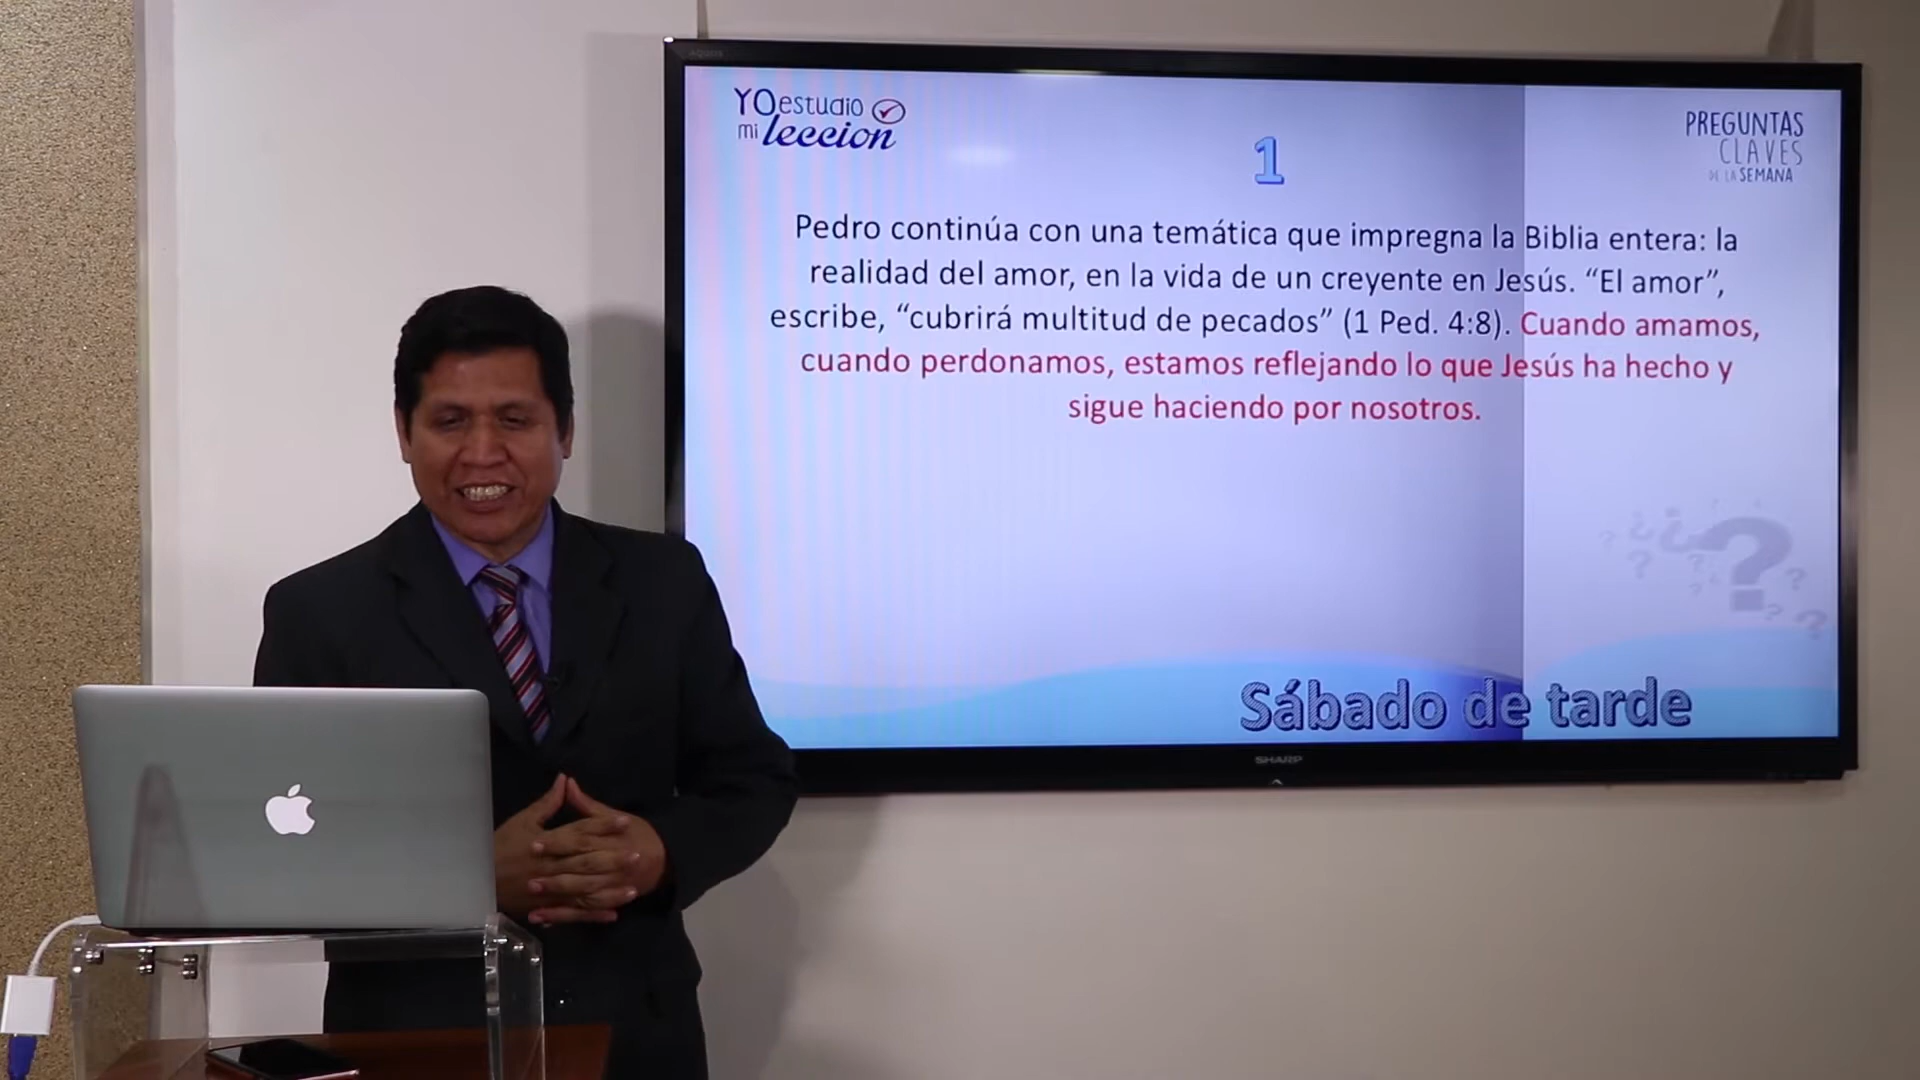 AQUOS
YOestudio
mi leccion
PREGUNTAS
CLAVES
DE LA SEMANA
1
Pedro continúa con una temática que impregna la Biblia entera: la
realidad del amor, en la vida de un creyente en Jesús. “El amor”,
escribe, “cubrirá multitud de pecados” (1 Ped. 4:8). Cuando amamos,
cuando perdonamos, estamos reflejando lo que Jesús ha hecho y
sigue haciendo por nosotros.
Sábado de tarde
SHARP